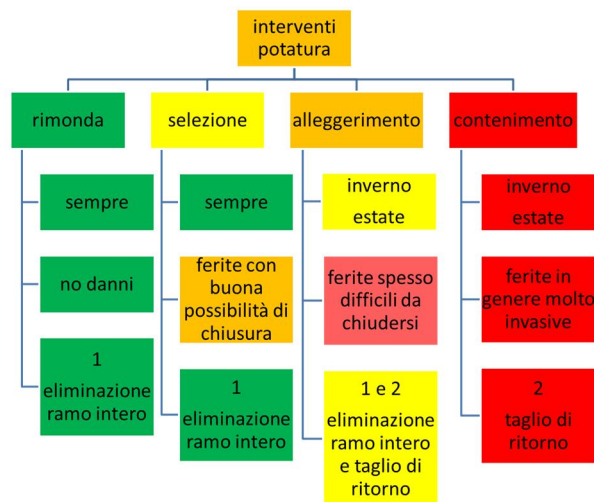 interventi
potatura
rimonda
selezione
alleggerimento
contenimento
sempre
no danni
1
eliminazione
ramo intero
sempre
ferite con
buona
possibilità di
chiusura
1
eliminazione
ramo intero
inverno
estate
ferite spesso
difficili da
chiudersi
1 e 2
eliminazione
ramo intero
e taglio di
ritorno
inverno
estate
ferite in
genere molto
invasive
2
taglio di
ritorno